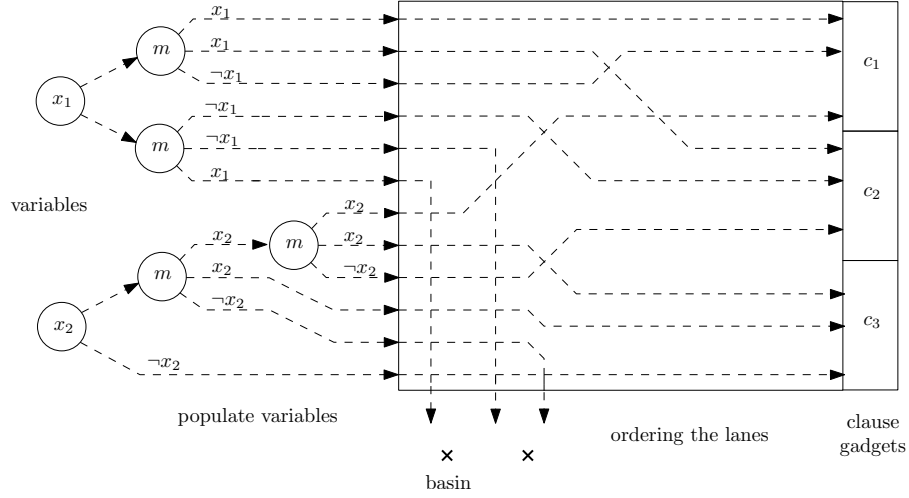 x₁
m
x₁
x₁
¬x₁
c₁
x₁
¬x₁
m
¬x₁
x₁
c₂
variables
x₂
m
x₂
x₂
¬x₂
m
x₂
¬x₂
x₂
c₃
¬x₂
populate variables
ordering the lanes
clause
gadgets
basin